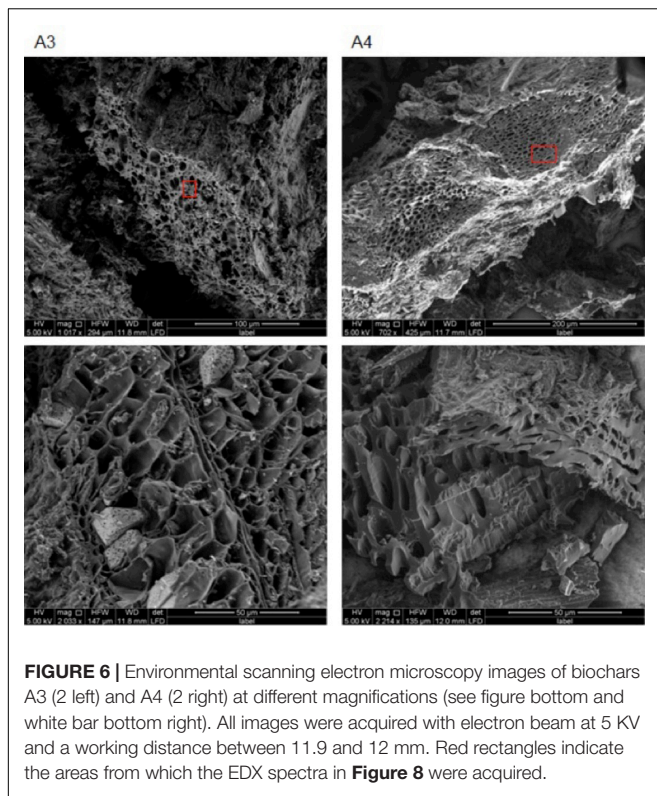 A3 A4
HV mag □ HFW WD det 100 µm
5.00 kV 1 017 x 294 µm 11.8 mm LFD label
HV mag □ HFW WD det 200 µm
5.00 kV 702 x 425 µm 11.7 mm LFD label
HV mag □ HFW WD det 50 µm
5.00 kV 2 033 x 147 µm 11.8 mm LFD label
HV mag □ HFW WD det 50 µm
5.00 kV 2 214 x 135 µm 12.0 mm LFD label
FIGURE 6 | Environmental scanning electron microscopy images of biochars
A3 (2 left) and A4 (2 right) at different magnifications (see figure bottom and
white bar bottom right). All images were acquired with electron beam at 5 KV
and a working distance between 11.9 and 12 mm. Red rectangles indicate
the areas from which the EDX spectra in Figure 8 were acquired.